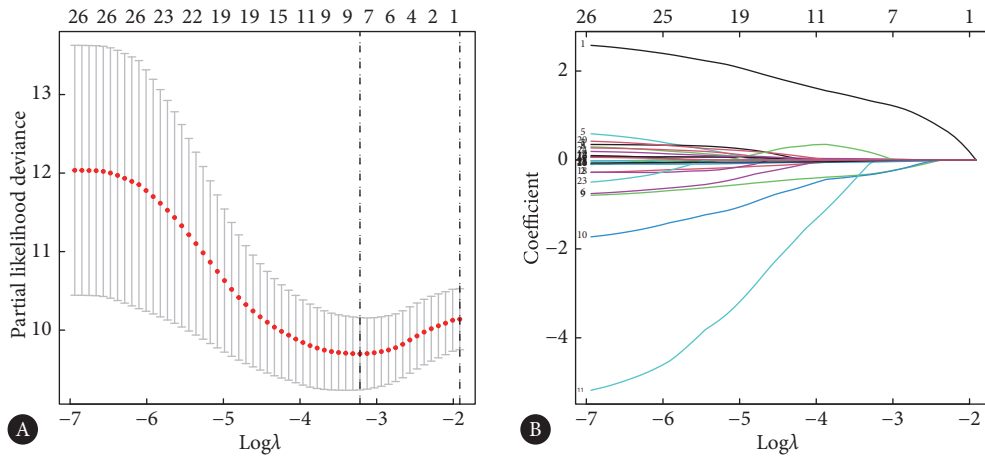 26 26 26 23 22 19 19 15 11 9 9 7 6 4 2 1
Partial likelihood deviance
13
12
11
10
−7 −6 −5 −4 −3 −2
Logλ
A
26 25 19 11 7 1
Coefficient
2
0
−2
−4
1
5
23
6
10
11
−7 −6 −5 −4 −3 −2
Logλ
B